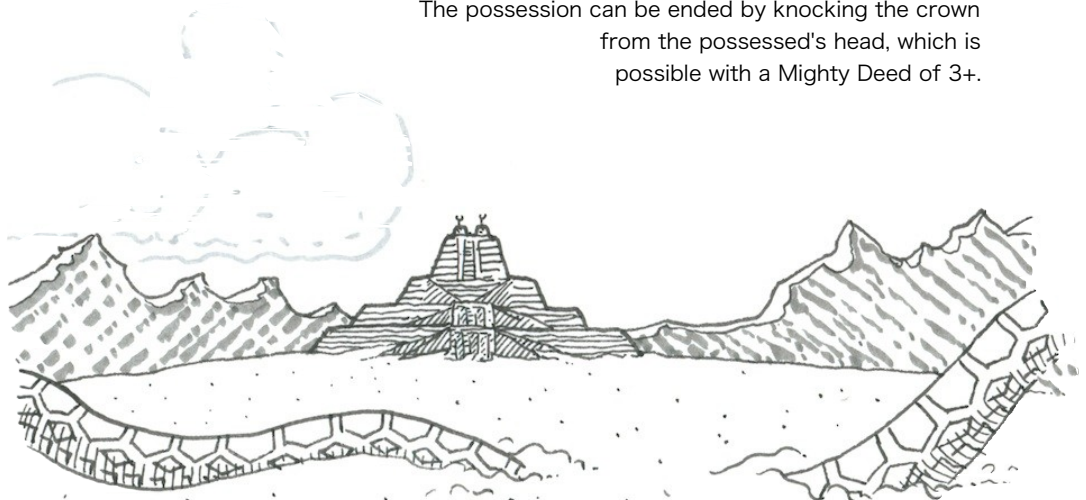 The possession can be ended by knocking the crown
from the possessed's head, which is
possible with a Mighty Deed of 3+.